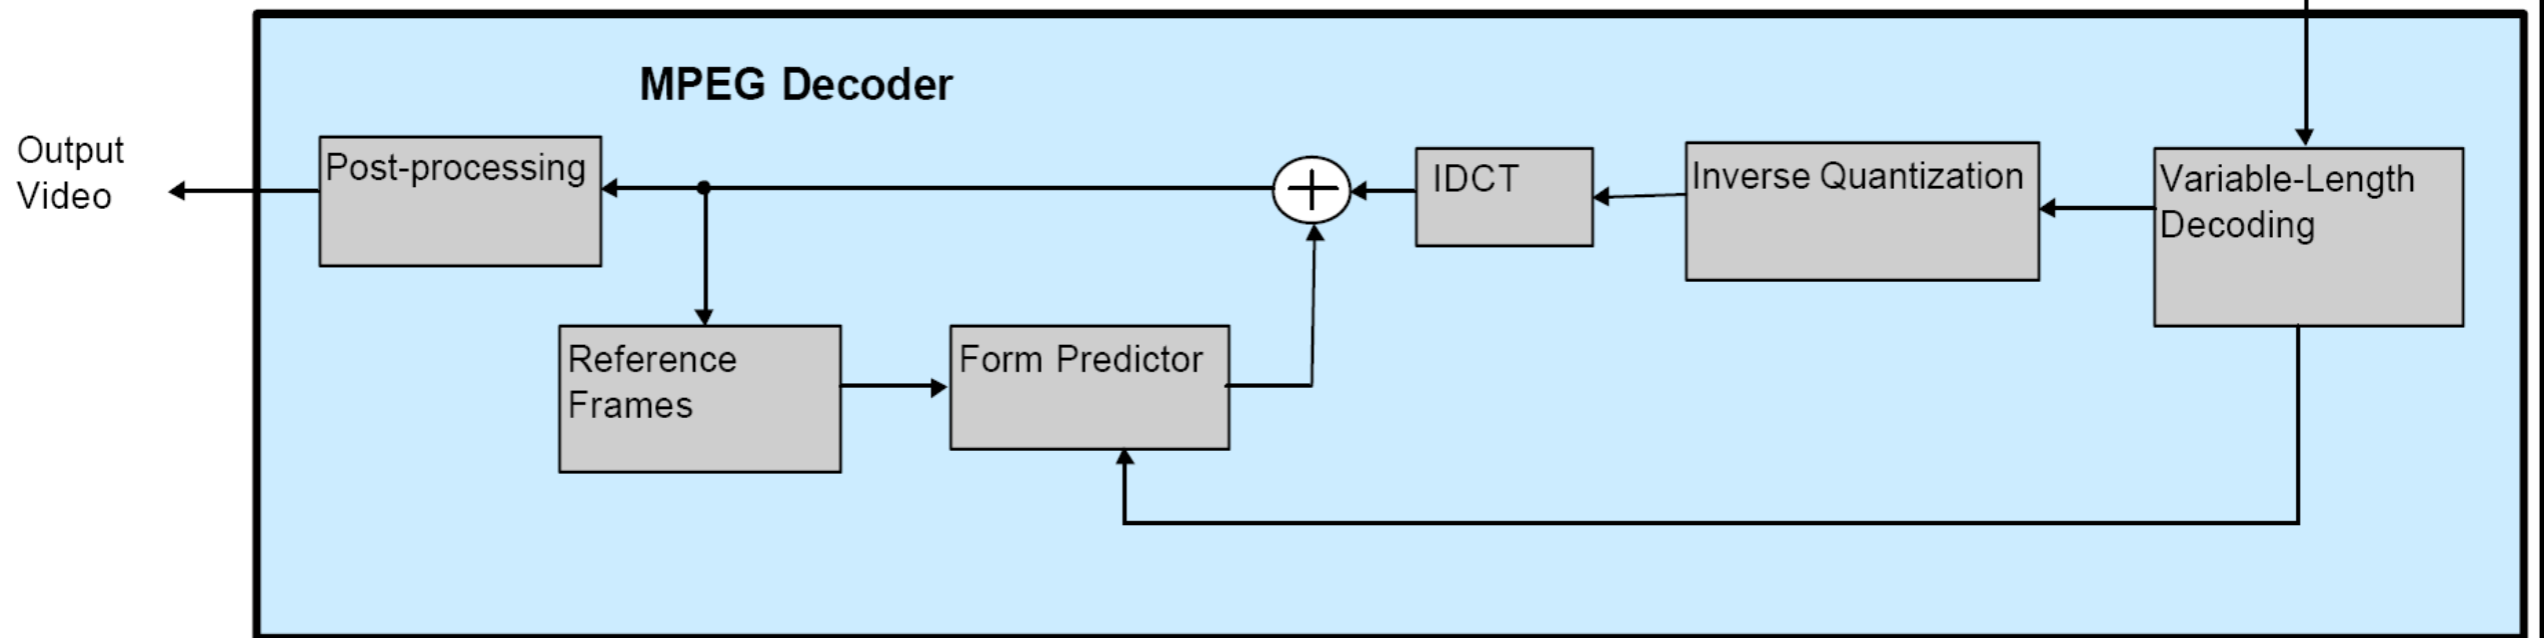 MPEG Decoder
Output
Video
Post-processing
+
IDCT
Inverse Quantization
Variable-Length
Decoding
Reference
Frames
Form Predictor